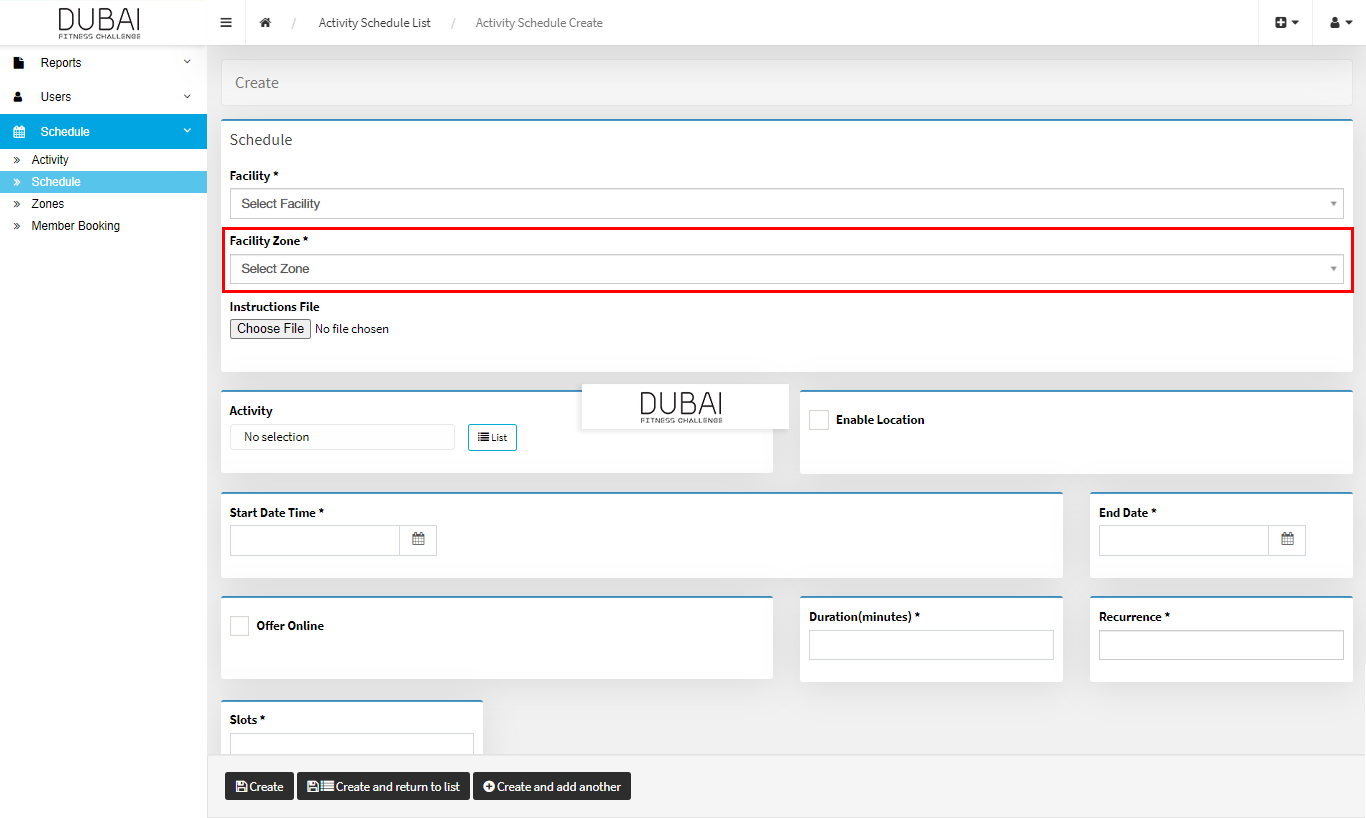 DUBAI
FITNESS CHALLENGE
/ Activity Schedule List / Activity Schedule Create
Reports
Users
Schedule
» Activity
» Schedule
» Zones
» Member Booking
Create
Schedule
Facility *
Select Facility
Facility Zone *
Select Zone
Instructions File
Choose File No file chosen
Activity
No selection
List
DUBAI
FITNESS CHALLENGE
Enable Location
Start Date Time *
End Date *
Offer Online
Duration(minutes) *
Recurrence *
Slots *
Create
Create and return to list
Create and add another